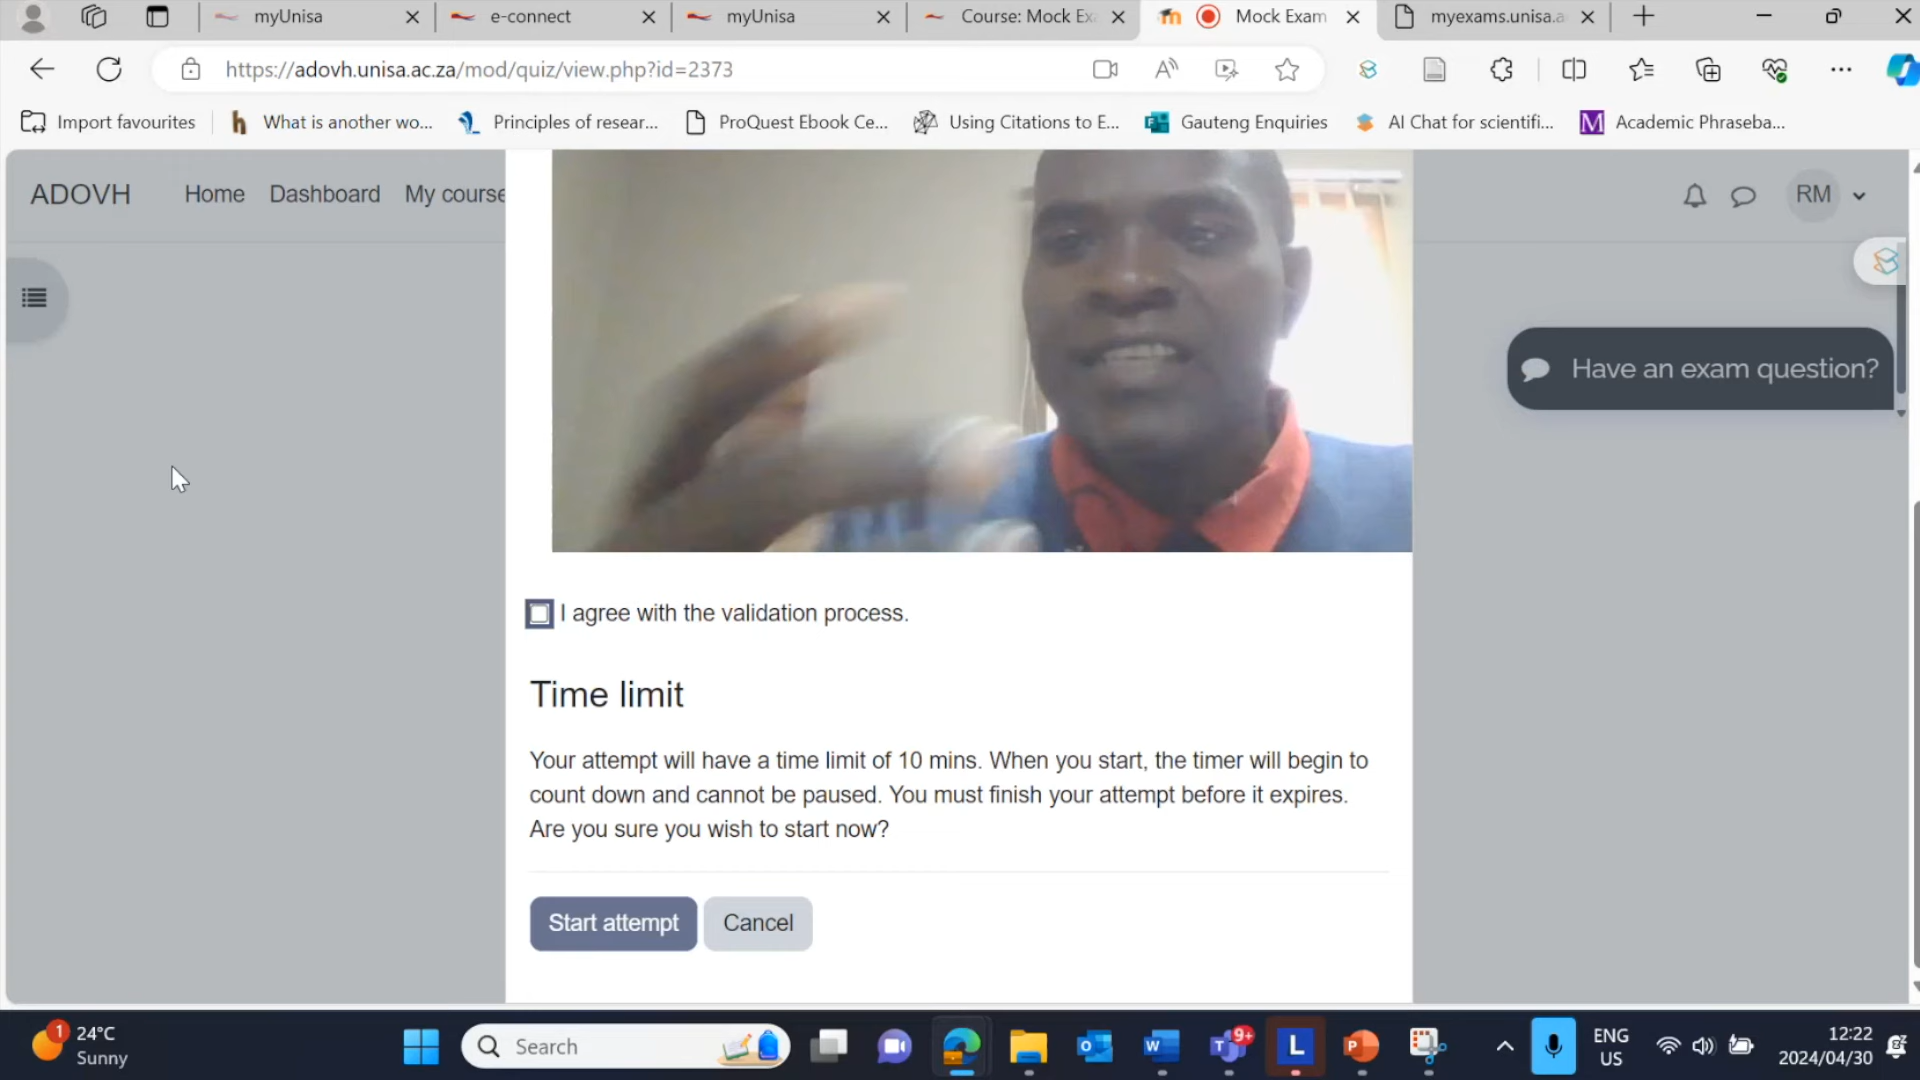 myUnisa
e-connect
myUnisa
Course: Mock Ex
Mock Exam
myexams.unisa.a
https://adovh.unisa.ac.za/mod/quiz/view.php?id=2373
Import favourites
What is another wo...
Principles of resear...
ProQuest Ebook Ce...
Using Citations to E...
Gauteng Enquiries
AI Chat for scientifi...
M Academic Phraseba...
ADOVH
Home
Dashboard
My course
RM
Have an exam question?
I agree with the validation process.
Time limit
Your attempt will have a time limit of 10 mins. When you start, the timer will begin to
count down and cannot be paused. You must finish your attempt before it expires.
Are you sure you wish to start now?
Start attempt
Cancel
1
24°C
Sunny
Search
W
T
9+
L
P
ENG
US
12:22
2024/04/30